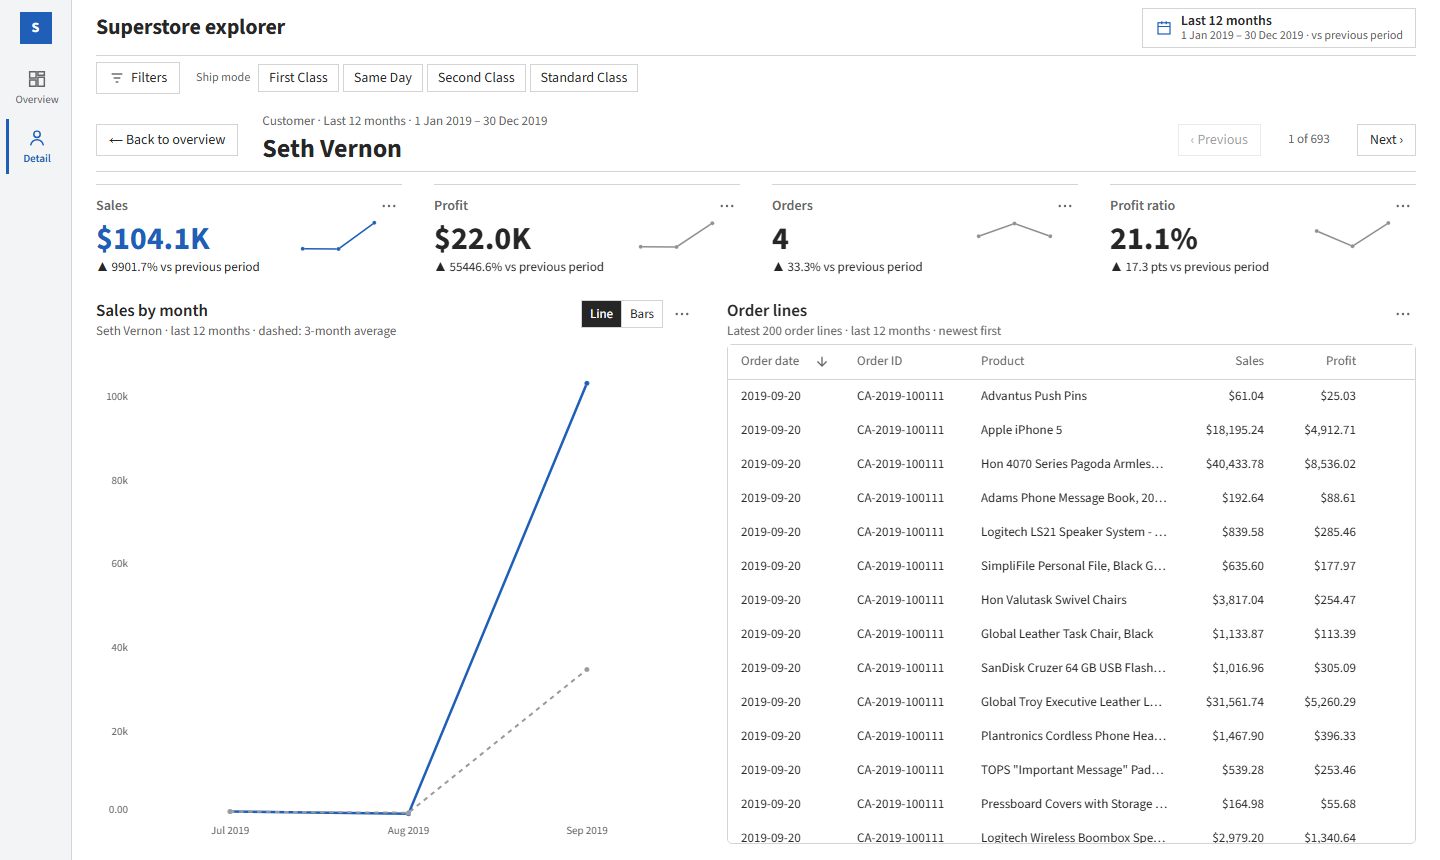 S
Overview
Detail
Superstore explorer
Last 12 months
1 Jan 2019 – 30 Dec 2019 · vs previous period
Filters
Ship mode
First Class
Same Day
Second Class
Standard Class
← Back to overview
Customer · Last 12 months · 1 Jan 2019 – 30 Dec 2019
Seth Vernon
‹ Previous
1 of 693
Next ›
Sales
$104.1K
▲ 9901.7% vs previous period
Profit
$22.0K
▲ 55446.6% vs previous period
Orders
4
▲ 33.3% vs previous period
Profit ratio
21.1%
▲ 17.3 pts vs previous period
Sales by month
Seth Vernon · last 12 months · dashed: 3-month average
Line
Bars
100k
80k
60k
40k
20k
0.00
Jul 2019
Aug 2019
Sep 2019
Order lines
Latest 200 order lines · last 12 months · newest first
Order date ↓ Order ID Product Sales Profit
2019-09-20 CA-2019-100111 Advantus Push Pins $61.04 $25.03
2019-09-20 CA-2019-100111 Apple iPhone 5 $18,195.24 $4,912.71
2019-09-20 CA-2019-100111 Hon 4070 Series Pagoda Armles… $40,433.78 $8,536.02
2019-09-20 CA-2019-100111 Adams Phone Message Book, 20… $192.64 $88.61
2019-09-20 CA-2019-100111 Logitech LS21 Speaker System - … $839.58 $285.46
2019-09-20 CA-2019-100111 SimpliFile Personal File, Black G… $635.60 $177.97
2019-09-20 CA-2019-100111 Hon Valutask Swivel Chairs $3,817.04 $254.47
2019-09-20 CA-2019-100111 Global Leather Task Chair, Black $1,133.87 $113.39
2019-09-20 CA-2019-100111 SanDisk Cruzer 64 GB USB Flash… $1,016.96 $305.09
2019-09-20 CA-2019-100111 Global Troy Executive Leather L… $31,561.74 $5,260.29
2019-09-20 CA-2019-100111 Plantronics Cordless Phone Hea… $1,467.90 $396.33
2019-09-20 CA-2019-100111 TOPS "Important Message" Pad… $539.28 $253.46
2019-09-20 CA-2019-100111 Pressboard Covers with Storage … $164.98 $55.68
2019-09-20 CA-2019-100111 Logitech Wireless Boombox Spe… $2,979.20 $1,340.64